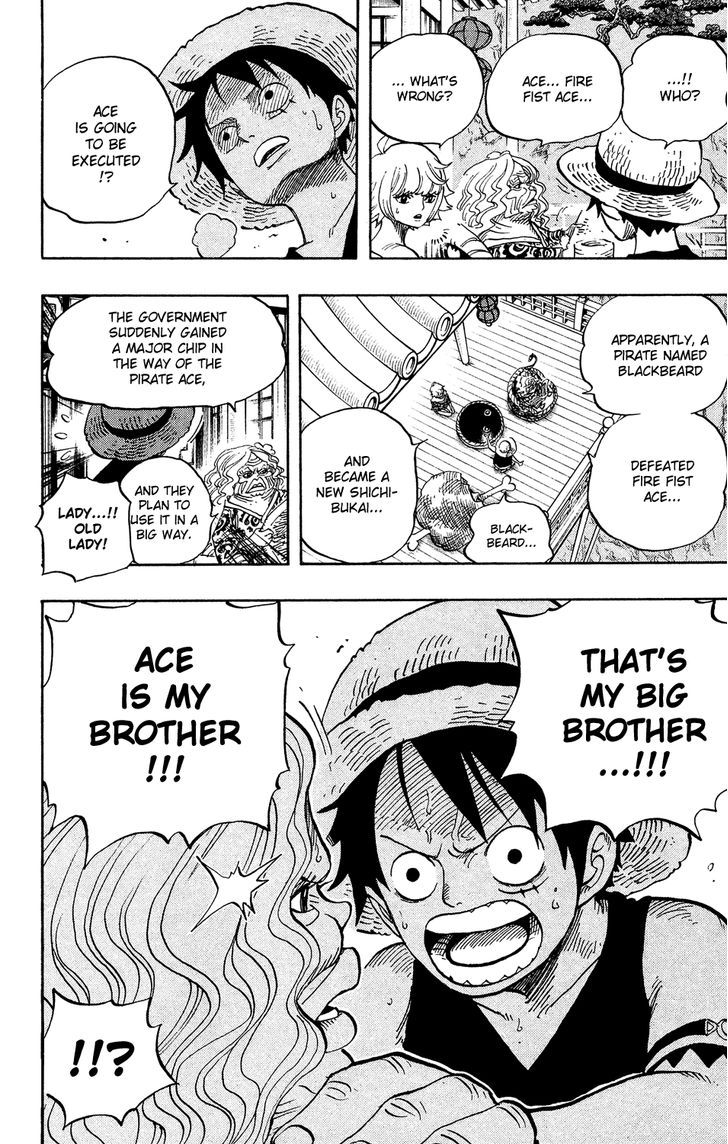 ...!!
WHO?
ACE... FIRE
FIST ACE...
... WHAT'S
WRONG?
ACE
IS GOING
TO BE
EXECUTED
!?
APPARENTLY, A
PIRATE NAMED
BLACKBEARD
DEFEATED
FIRE FIST
ACE...
BLACK-
BEARD...
AND
BECAME A
NEW SHICHI-
BUKAI...
THE GOVERNMENT
SUDDENLY GAINED
A MAJOR CHIP IN
THE WAY OF THE
PIRATE ACE,
AND THEY
PLAN TO
USE IT IN A
BIG WAY.
LADY...!!
OLD
LADY!
THAT'S
MY BIG
BROTHER
...!!!
ACE
IS MY
BROTHER
!!!
!!?